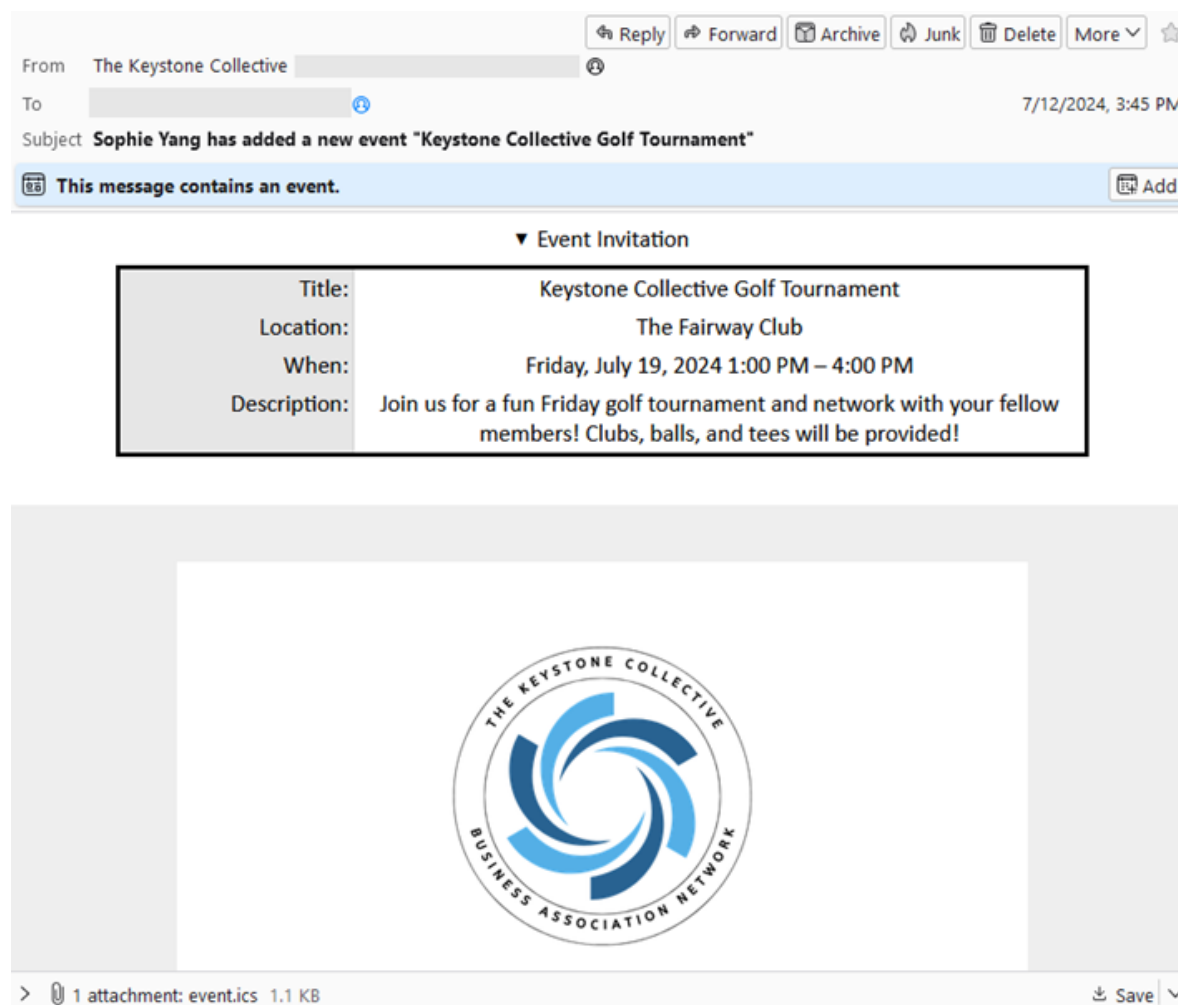 Reply Forward Archive Junk Delete More
From The Keystone Collective
To 7/12/2024, 3:45 PM
Subject Sophie Yang has added a new event "Keystone Collective Golf Tournament"
This message contains an event. Add
▼ Event Invitation
Title: Keystone Collective Golf Tournament
Location: The Fairway Club
When: Friday, July 19, 2024 1:00 PM – 4:00 PM
Description: Join us for a fun Friday golf tournament and network with your fellow
members! Clubs, balls, and tees will be provided!
THE KEYSTONE COLLECTIVE
BUSINESS ASSOCIATION NETWORK
1 attachment: event.ics 1.1 KB Save